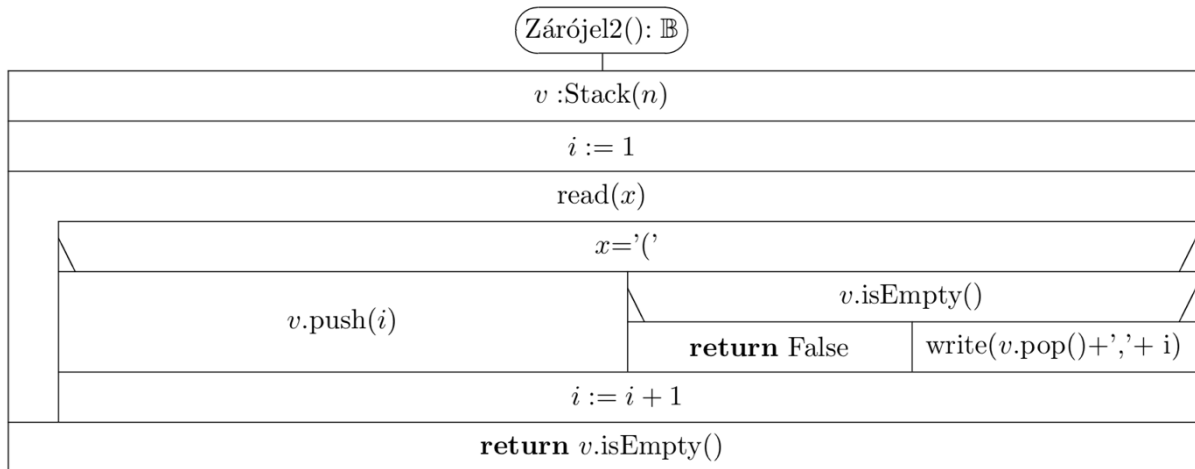 Zárójel2(): 𝔹
v :Stack(n)
i := 1
read(x)
x='('
v.push(i)
v.isEmpty()
return False
write(v.pop()+','+ i)
i := i + 1
return v.isEmpty()